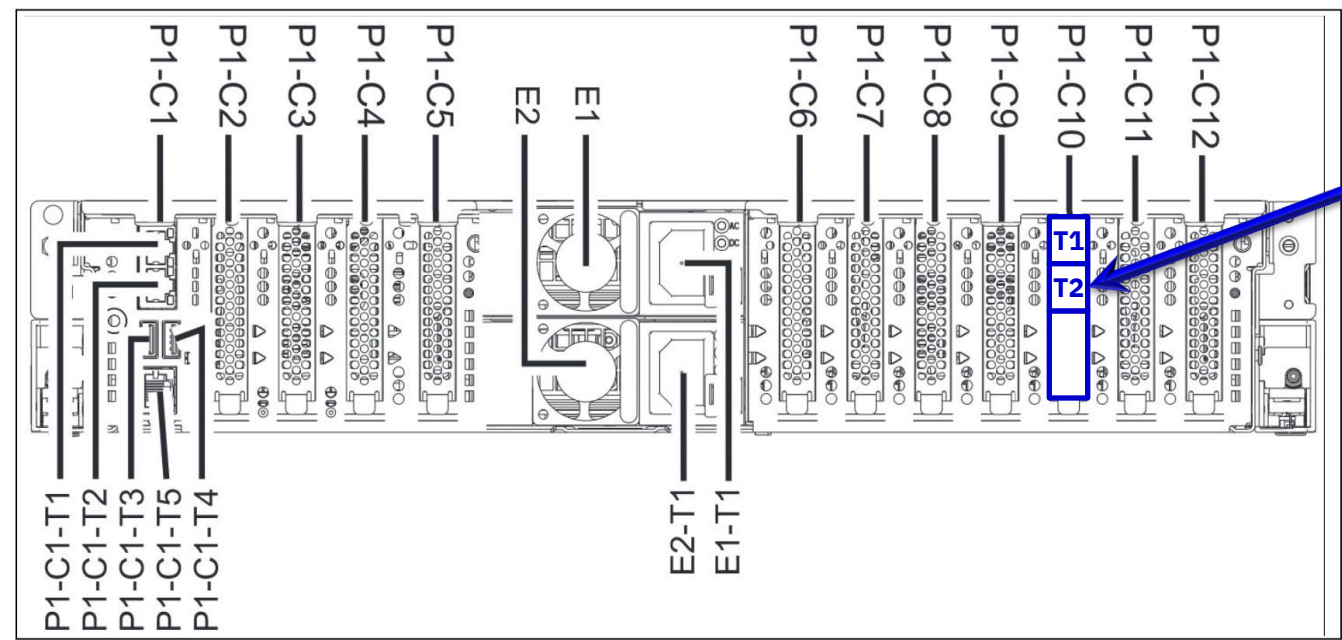 P1-C1
P1-C2
P1-C3
P1-C4
P1-C5
E2
E1
P1-C6
P1-C7
P1-C8
P1-C9
P1-C10
P1-C11
P1-C12
AC
DC
T1
T2
P1-C1-T1
P1-C1-T2
P1-C1-T3
P1-C1-T5
P1-C1-T4
E2-T1
E1-T1